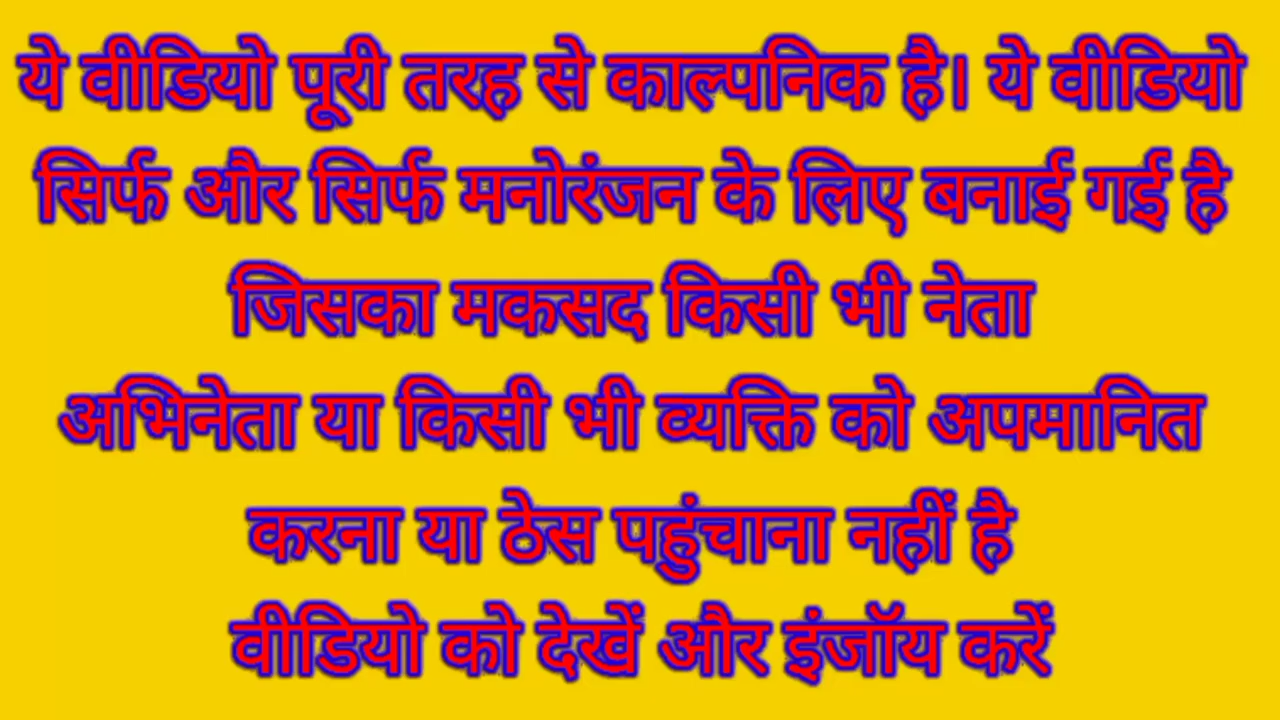 ये वीडियो पूरी तरह से काल्पनिक है। ये वीडियो
सिर्फ और सिर्फ मनोरंजन के लिए बनाई गई है
जिसका मकसद किसी भी नेता
अभिनेता या किसी भी व्यक्ति को अपमानित
करना या ठेस पहुंचाना नहीं है
वीडियो को देखें और इंजॉय करें